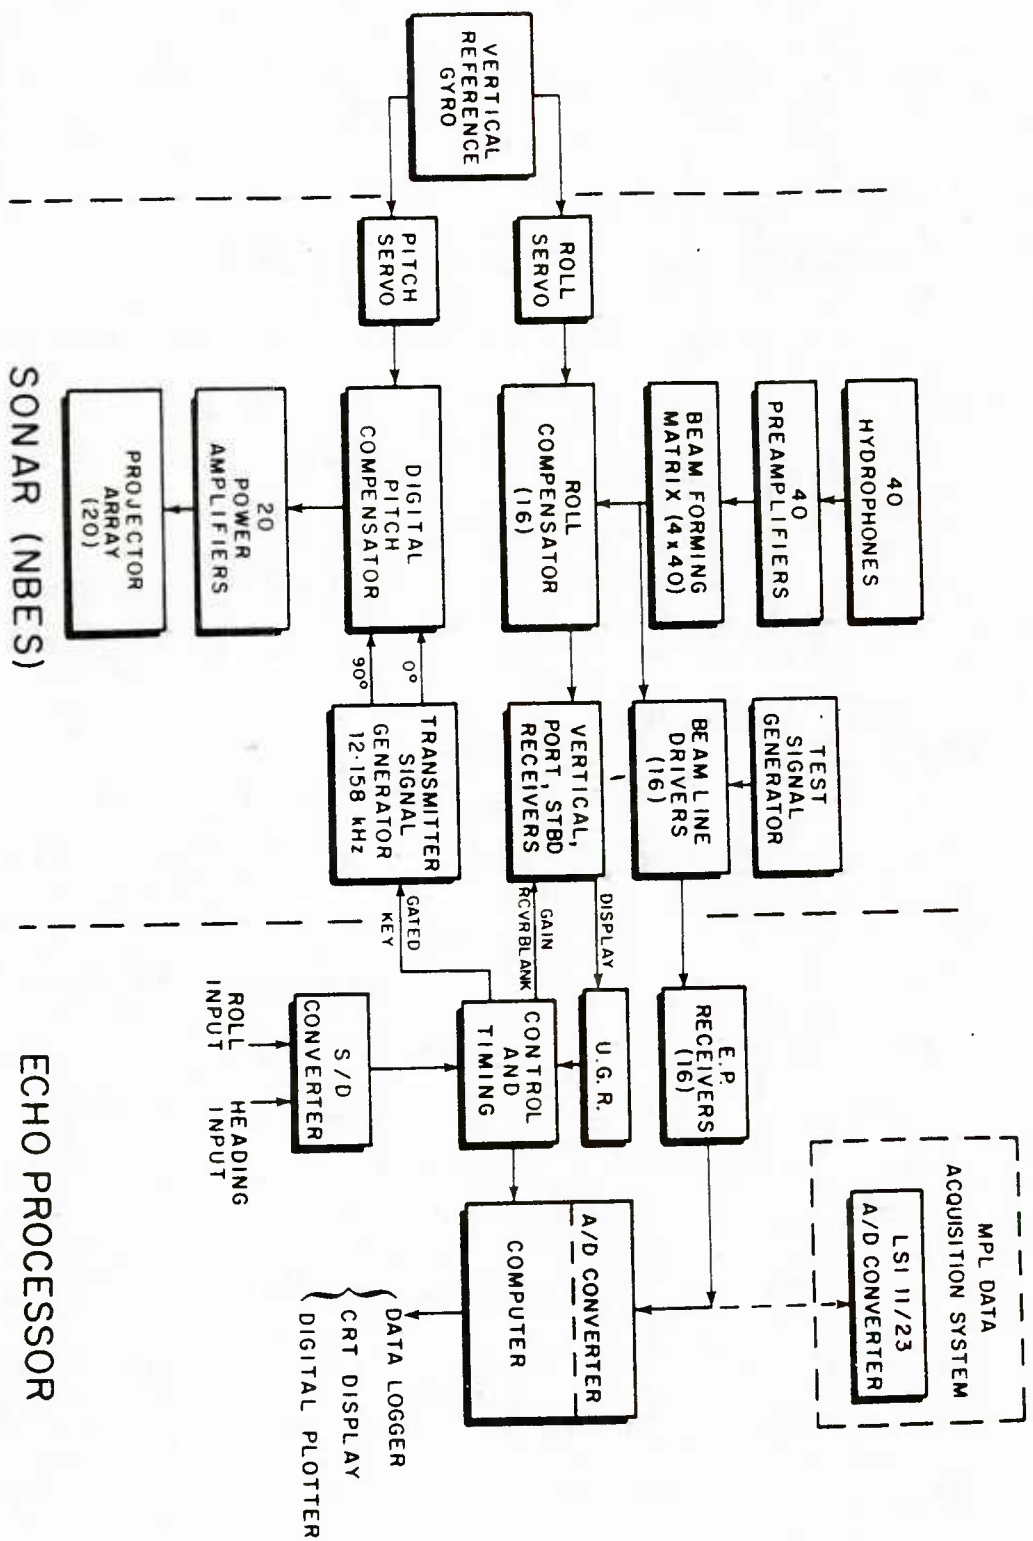 VERTICAL
REFERENCE
GYRO
ROLL
SERVO
PITCH
SERVO
40
HYDROPHONES
40
PREAMPLIFIERS
BEAM FORMING
MATRIX (4x40)
ROLL
COMPENSATOR
(16)
DIGITAL
PITCH
COMPENSATOR
20
POWER
AMPLIFIERS
PROJECTOR
ARRAY
(20)
TEST
SIGNAL
GENERATOR
BEAM LINE
DRIVERS
(16)
VERTICAL,
PORT, STBD
RECEIVERS
0°
90°
TRANSMITTER
SIGNAL
GENERATOR
12·158 kHz
DISPLAY
GAIN
RCVRBLANK
GATED
KEY
E.P.
RECEIVERS
(16)
U.G.R.
CONTROL
AND
TIMING
S/D
CONVERTER
ROLL
INPUT
HEADING
INPUT
MPL DATA
ACQUISITION SYSTEM
LSI 11/23
A/D CONVERTER
A/D CONVERTER
COMPUTER
DATA LOGGER
CRT DISPLAY
DIGITAL PLOTTER
SONAR (NBES)
ECHO PROCESSOR